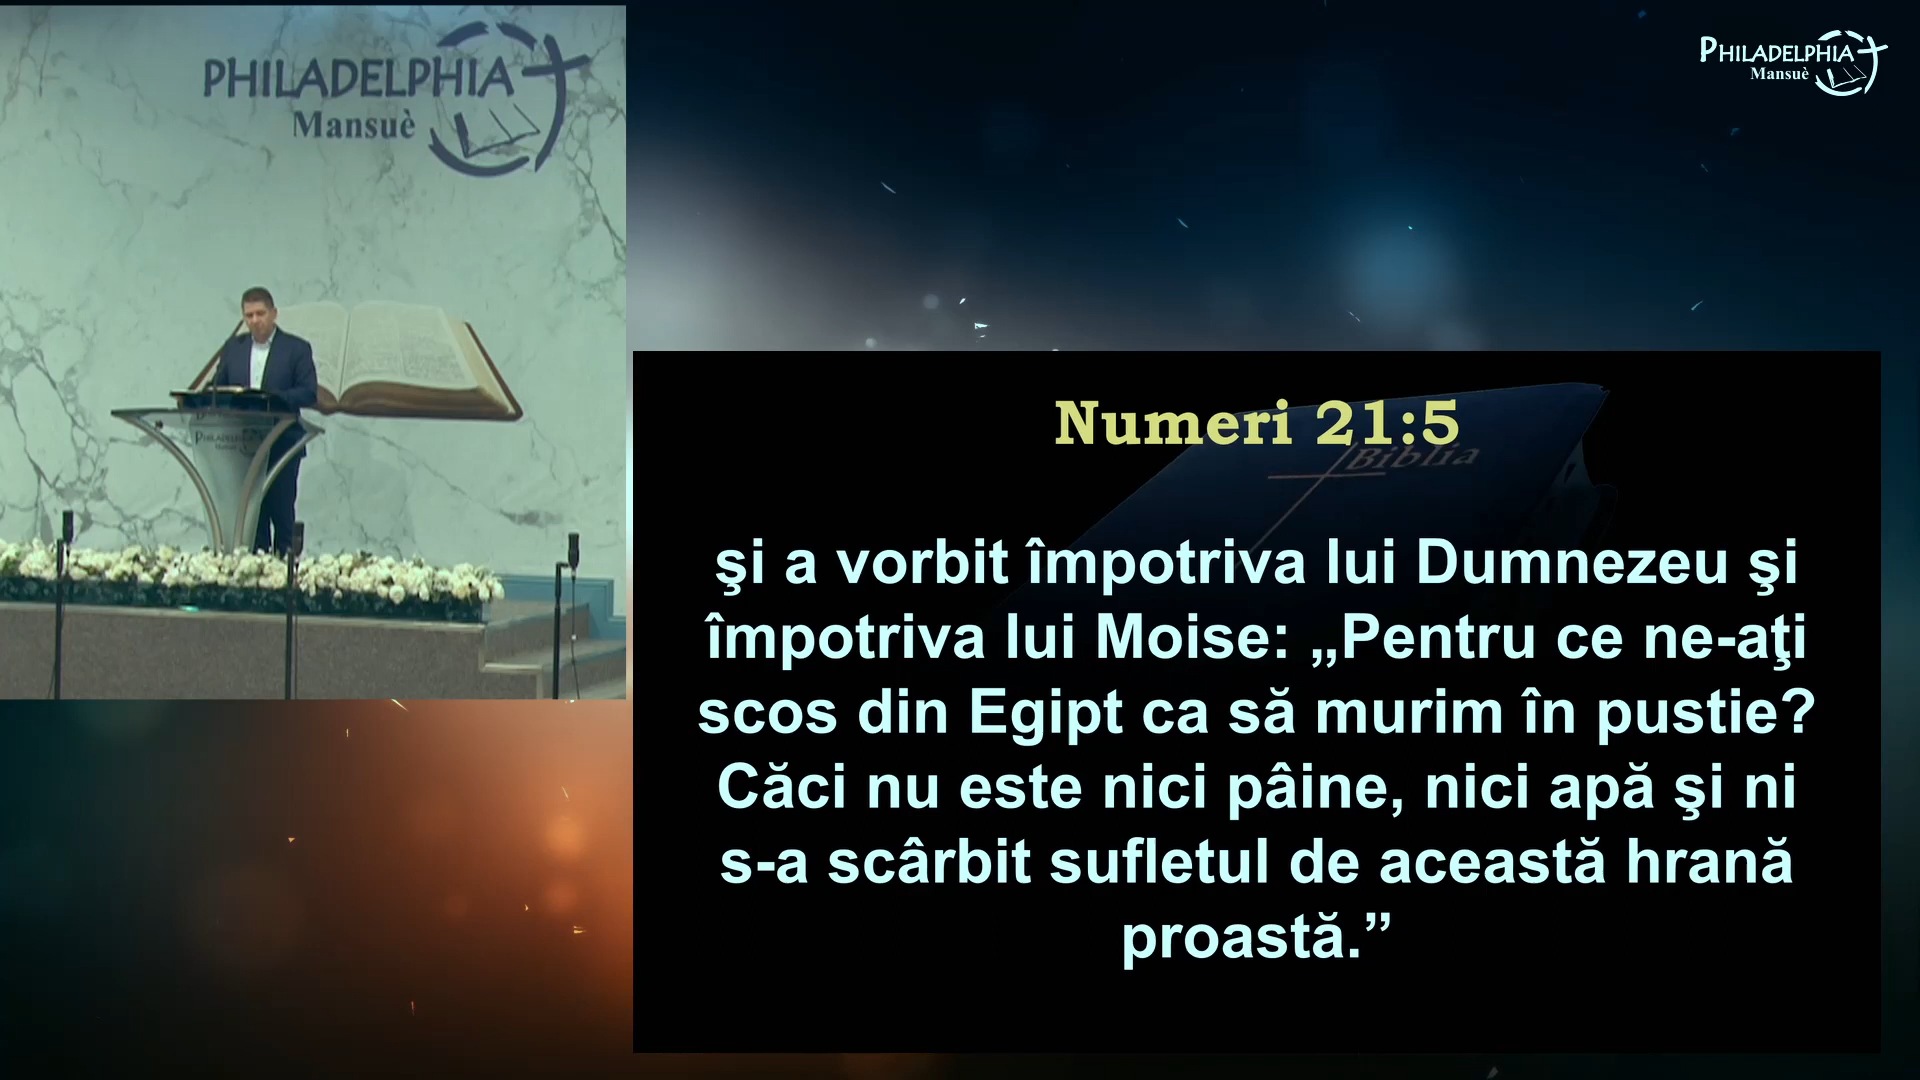 PHILADELPHIA
Mansuè
PHILADELPHIA
Mansuè
PHILADELPHIA
Numeri 21:5
Biblia
şi a vorbit împotriva lui Dumnezeu şi
împotriva lui Moise: „Pentru ce ne-aţi
scos din Egipt ca să murim în pustie?
Căci nu este nici pâine, nici apă şi ni
s-a scârbit sufletul de această hrană
proastă.”